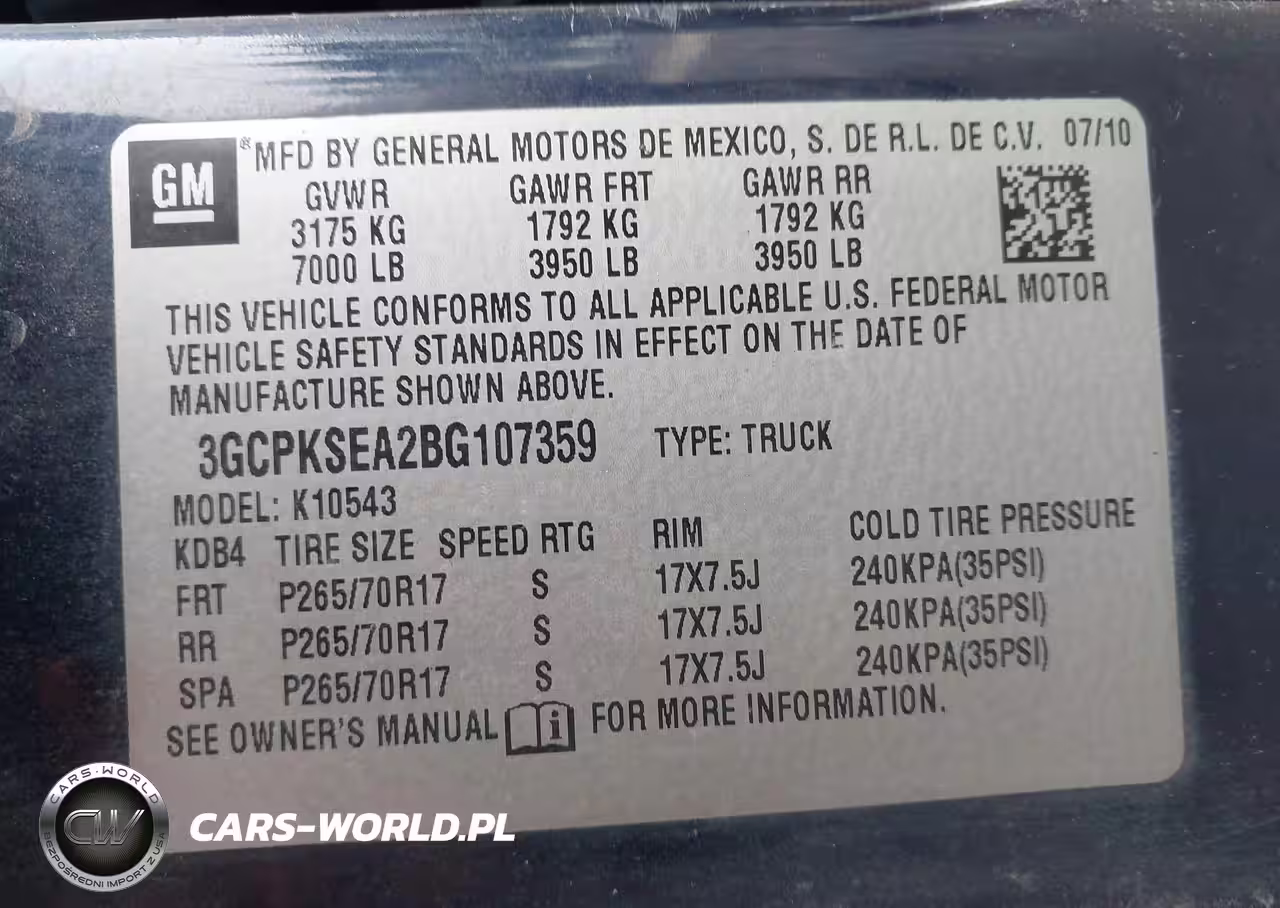 GM ® MFD BY GENERAL MOTORS DE MEXICO, S. DE R.L. DE C.V. 07/10
GVWR GAWR FRT GAWR RR
3175 KG 1792 KG 1792 KG
7000 LB 3950 LB 3950 LB
THIS VEHICLE CONFORMS TO ALL APPLICABLE U.S. FEDERAL MOTOR
VEHICLE SAFETY STANDARDS IN EFFECT ON THE DATE OF
MANUFACTURE SHOWN ABOVE.
3GCPKSEA2BG107359 TYPE: TRUCK
MODEL: K10543
KDB4 TIRE SIZE SPEED RTG RIM COLD TIRE PRESSURE
FRT P265/70R17 S 17X7.5J 240KPA(35PSI)
RR P265/70R17 S 17X7.5J 240KPA(35PSI)
SPA P265/70R17 S 17X7.5J 240KPA(35PSI)
SEE OWNER'S MANUAL i FOR MORE INFORMATION.
CARS-WORLD
CW
BEZPOŚREDNI IMPORT Z USA
CARS-WORLD.PL